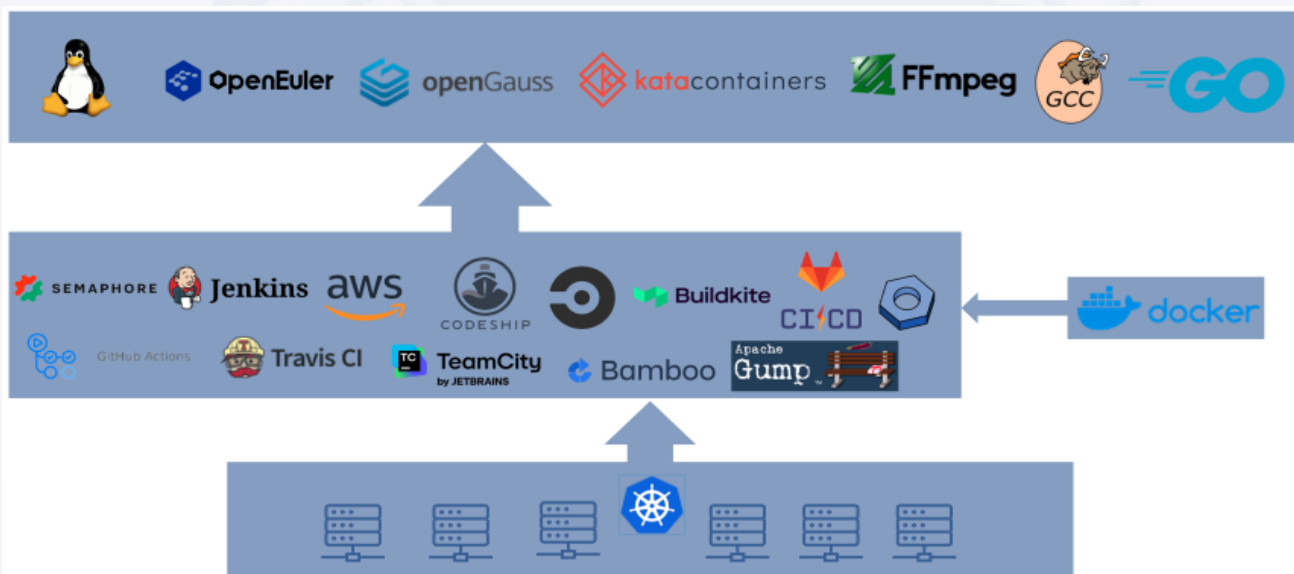 OpenEuler
openGauss
katacontainers
FFmpeg
GCC
GO
SEMAPHORE
Jenkins
aws
CODESHIP
Buildkite
CI/CD
docker
GitHub Actions
Travis CI
TC
TeamCity
by JETBRAINS
Bamboo
Apache
Gump
TM